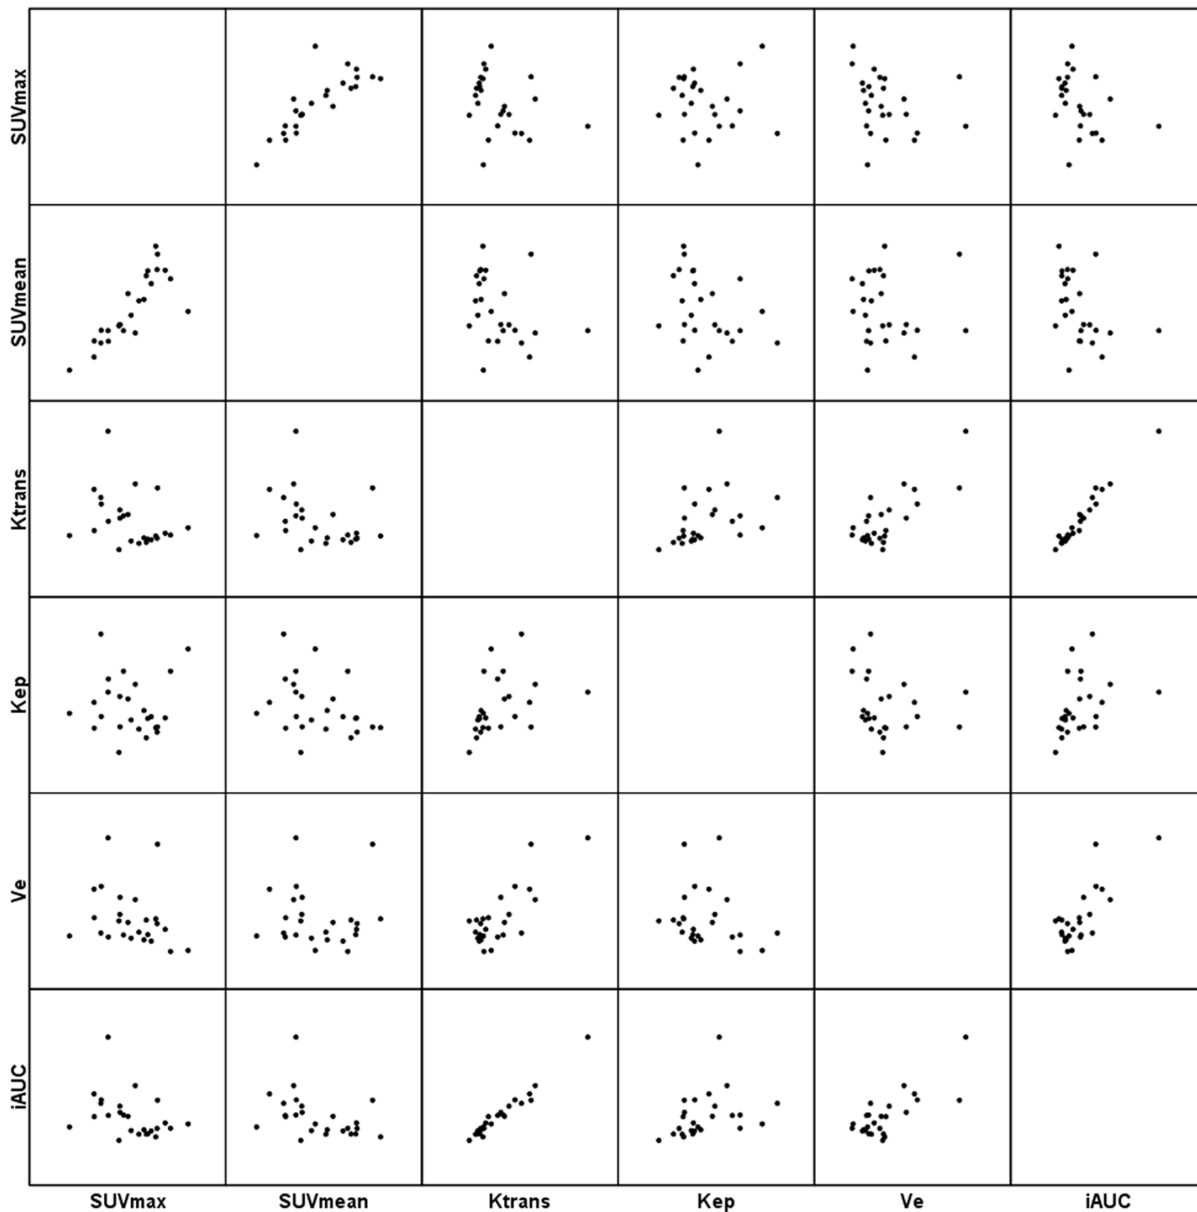 SUVmax
SUVmean
Ktrans
Kep
Ve
iAUC
SUVmax SUVmean Ktrans Kep Ve iAUC